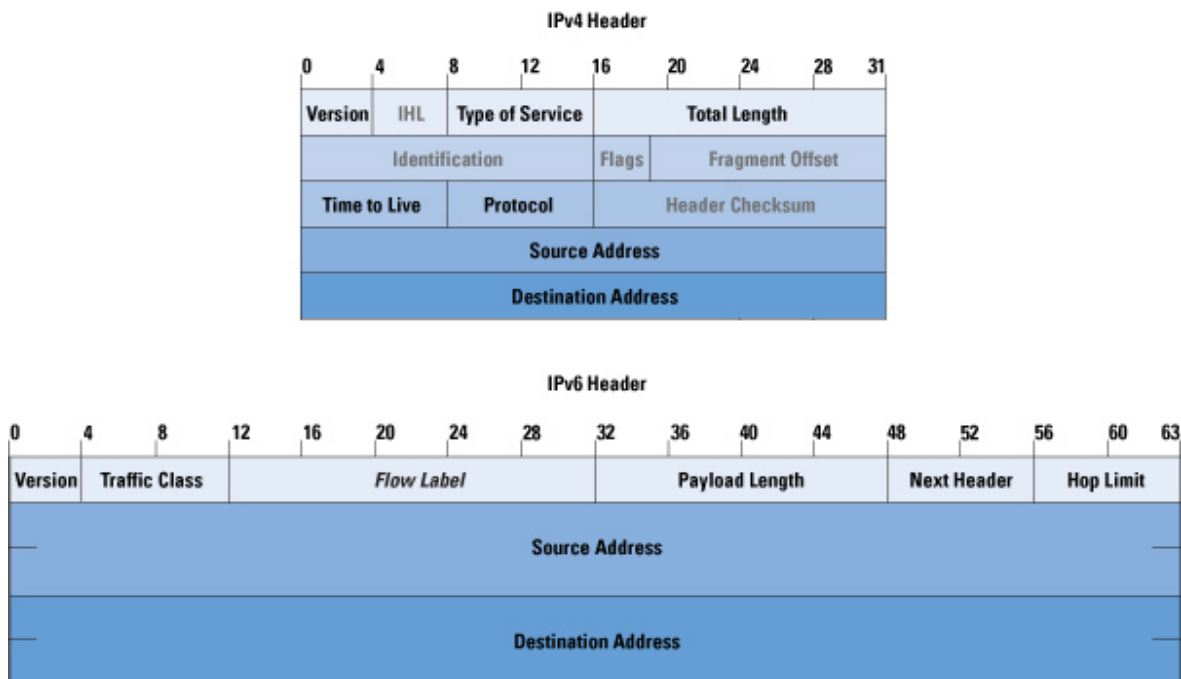 IPv4 Header
0 4 8 12 16 20 24 28 31
Version IHL Type of Service Total Length
Identification Flags Fragment Offset
Time to Live Protocol Header Checksum
Source Address
Destination Address
IPv6 Header
0 4 8 12 16 20 24 28 32 36 40 44 48 52 56 60 63
Version Traffic Class Flow Label Payload Length Next Header Hop Limit
Source Address
Destination Address